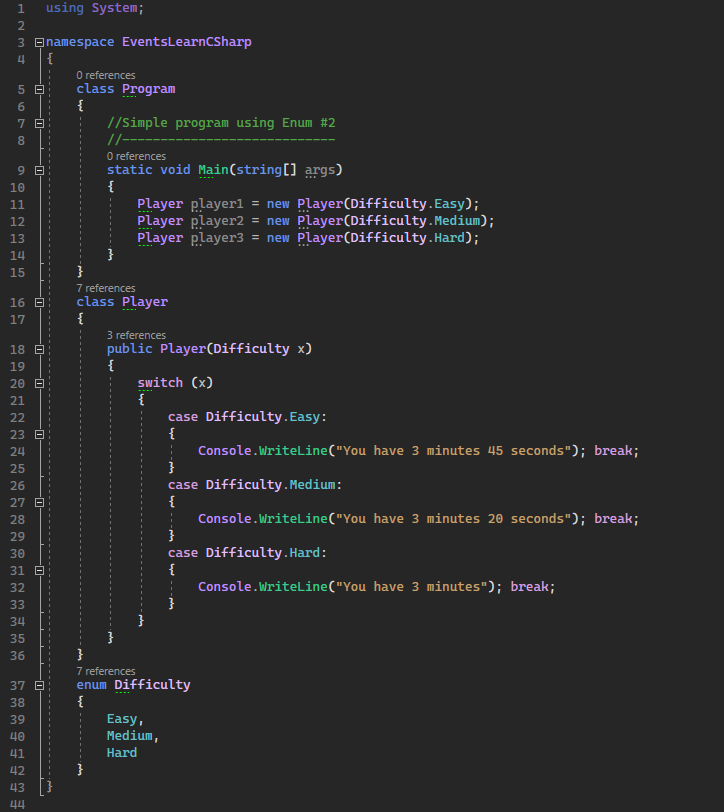 1 using System;
2
3 namespace EventsLearnCSharp
4 {
0 references
5 class Program
6 {
7 //Simple program using Enum #2
8 //----------------------------
0 references
9 static void Main(string[] args)
10 {
11 Player player1 = new Player(Difficulty.Easy);
12 Player player2 = new Player(Difficulty.Medium);
13 Player player3 = new Player(Difficulty.Hard);
14 }
15 }
7 references
16 class Player
17 {
3 references
18 public Player(Difficulty x)
19 {
20 switch (x)
21 {
22 case Difficulty.Easy:
23 {
24 Console.WriteLine("You have 3 minutes 45 seconds"); break;
25 }
26 case Difficulty.Medium:
27 {
28 Console.WriteLine("You have 3 minutes 20 seconds"); break;
29 }
30 case Difficulty.Hard:
31 {
32 Console.WriteLine("You have 3 minutes"); break;
33 }
34 }
35 }
36 }
7 references
37 enum Difficulty
38 {
39 Easy,
40 Medium,
41 Hard
42 }
43 }
44